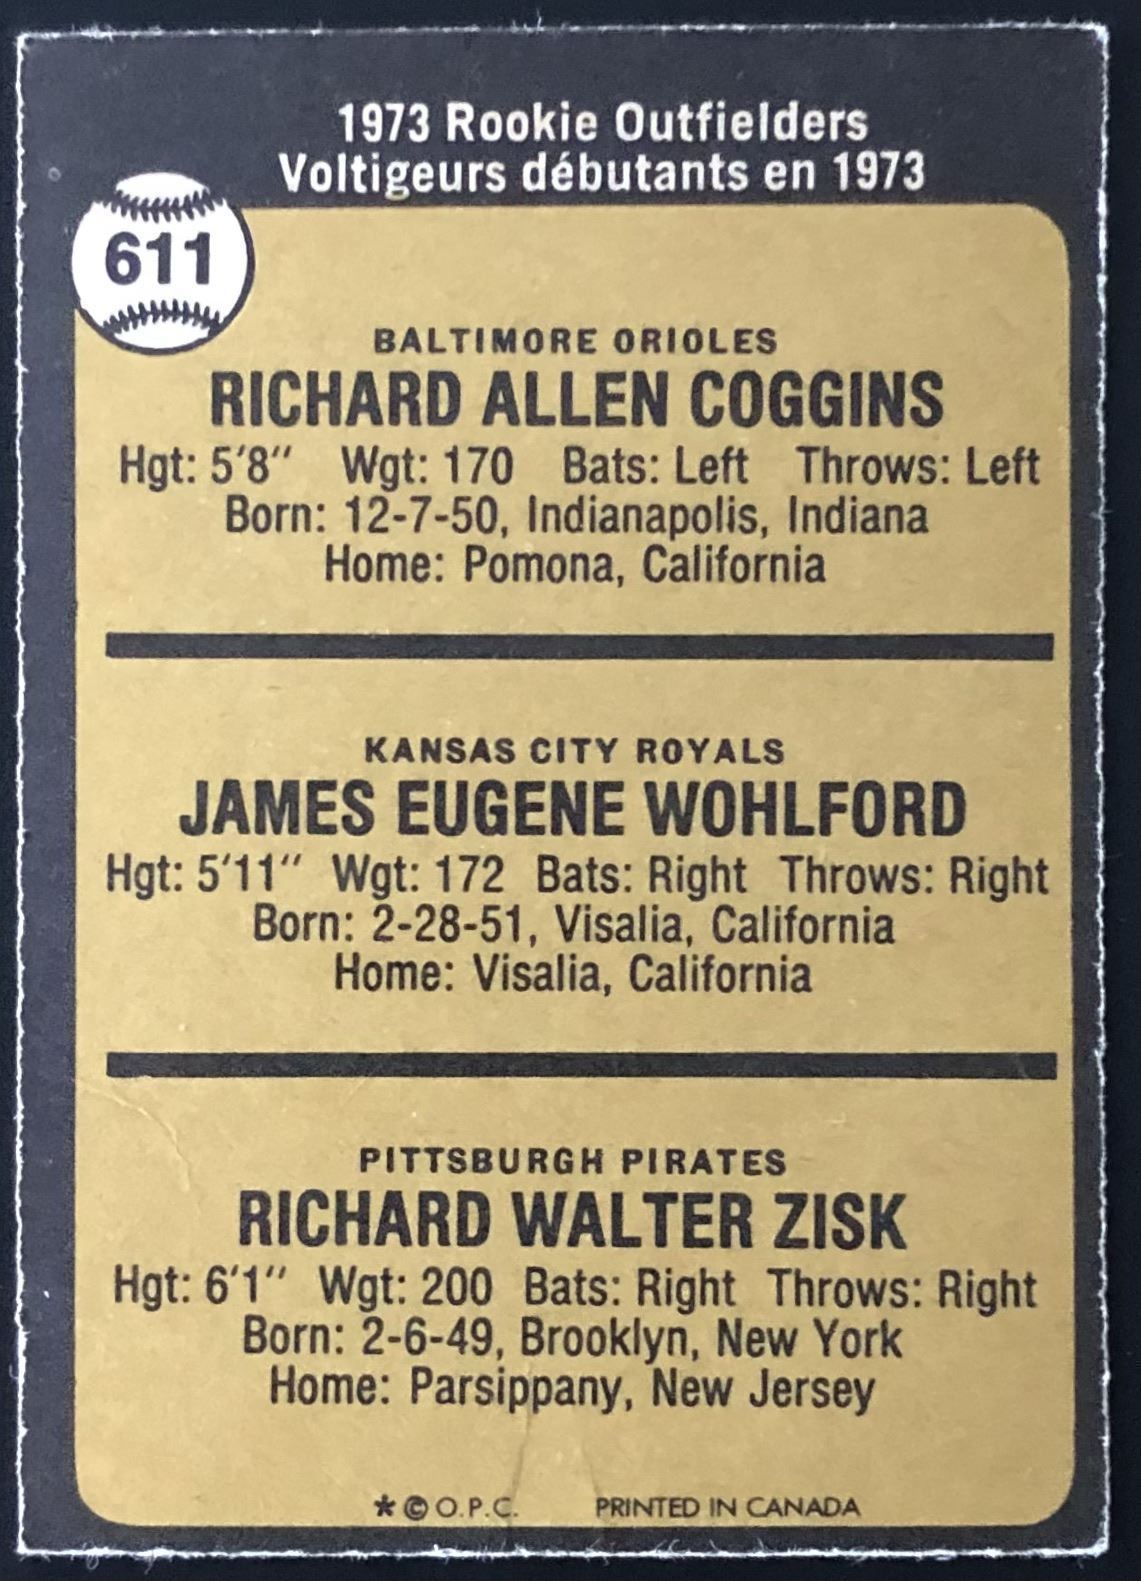 1973 Rookie Outfielders
Voltigeurs débutants en 1973
611
BALTIMORE ORIOLES
RICHARD ALLEN COGGINS
Hgt: 5'8" Wgt: 170 Bats: Left Throws: Left
Born: 12-7-50, Indianapolis, Indiana
Home: Pomona, California
KANSAS CITY ROYALS
JAMES EUGENE WOHLFORD
Hgt: 5'11" Wgt: 172 Bats: Right Throws: Right
Born: 2-28-51, Visalia, California
Home: Visalia, California
PITTSBURGH PIRATES
RICHARD WALTER ZISK
Hgt: 6'1" Wgt: 200 Bats: Right Throws: Right
Born: 2-6-49, Brooklyn, New York
Home: Parsippany, New Jersey
* © O.P.C. PRINTED IN CANADA